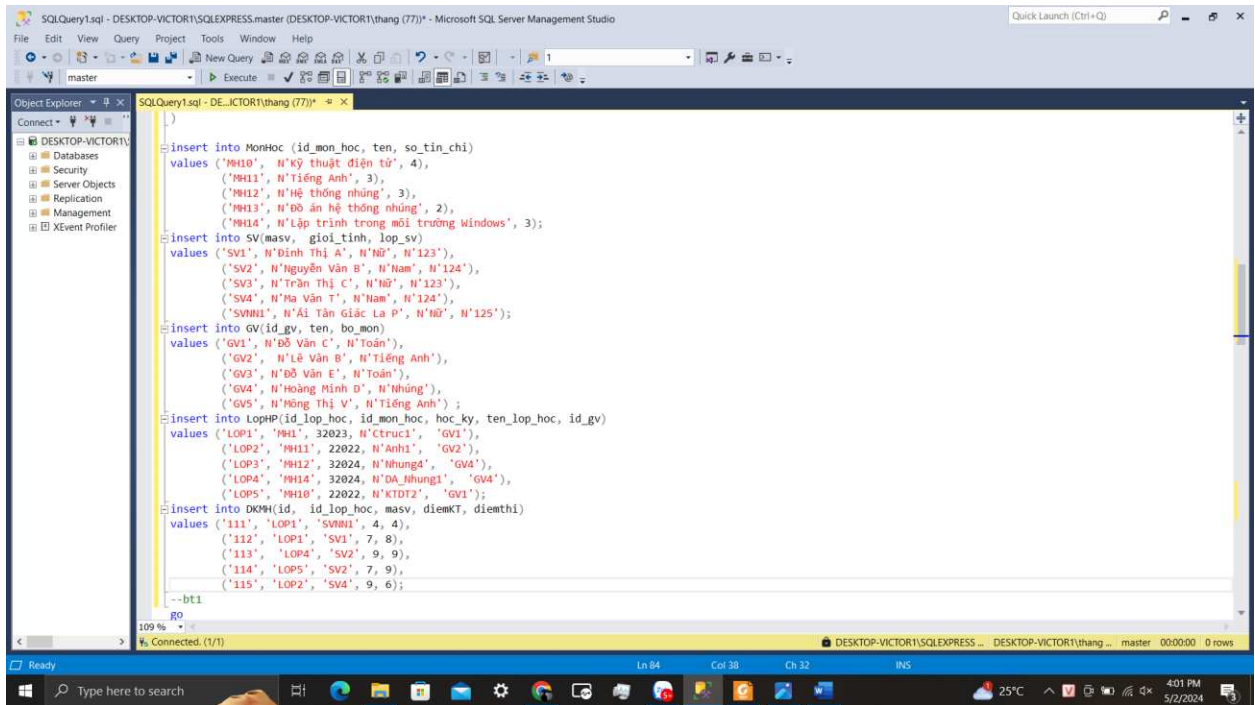 SQLQuery1.sql - DESKTOP-VICTOR1\SQLEXPRESS.master (DESKTOP-VICTOR1\thang (77))* - Microsoft SQL Server Management Studio
Quick Launch (Ctrl+Q)
File Edit View Query Project Tools Window Help
New Query
1
master
Execute
Object Explorer
SQLQuery1.sql - DE...ICTOR1\thang (77))*
Connect
DESKTOP-VICTOR1\
Databases
Security
Server Objects
Replication
Management
XEvent Profiler
)
insert into MonHoc (id_mon_hoc, ten, so_tin_chi)
values ('MH10', N'Kỹ thuật điện tử', 4),
('MH11', N'Tiếng Anh', 3),
('MH12', N'Hệ thống nhúng', 3),
('MH13', N'Đồ án hệ thống nhúng', 2),
('MH14', N'Lập trình trong môi trường Windows', 3);
insert into SV(masv, gioi_tinh, lop_sv)
values ('SV1', N'Đinh Thị A', N'Nữ', N'123'),
('SV2', N'Nguyễn Văn B', N'Nam', N'124'),
('SV3', N'Trần Thị C', N'Nữ', N'123'),
('SV4', N'Ma Văn T', N'Nam', N'124'),
('SVNN1', N'Ái Tân Giác La P', N'Nữ', N'125');
insert into GV(id_gv, ten, bo_mon)
values ('GV1', N'Đỗ Văn C', N'Toán'),
('GV2', N'Lê Văn B', N'Tiếng Anh'),
('GV3', N'Đỗ Văn E', N'Toán'),
('GV4', N'Hoàng Minh D', N'Nhúng'),
('GV5', N'Mông Thị V', N'Tiếng Anh') ;
insert into LopHP(id_lop_hoc, id_mon_hoc, hoc_ky, ten_lop_hoc, id_gv)
values ('LOP1', 'MH1', 32023, N'Ctruc1', 'GV1'),
('LOP2', 'MH11', 22022, N'Anh1', 'GV2'),
('LOP3', 'MH12', 32024, N'Nhung4', 'GV4'),
('LOP4', 'MH14', 32024, N'DA_Nhung1', 'GV4'),
('LOP5', 'MH10', 22022, N'KTDT2', 'GV1');
insert into DKMH(id, id_lop_hoc, masv, diemKT, diemthi)
values ('111', 'LOP1', 'SVNN1', 4, 4),
('112', 'LOP1', 'SV1', 7, 8),
('113', 'LOP4', 'SV2', 9, 9),
('114', 'LOP5', 'SV2', 7, 9),
('115', 'LOP2', 'SV4', 9, 6);
--bt1
go
109 %
Connected. (1/1)
DESKTOP-VICTOR1\SQLEXPRESS ... DESKTOP-VICTOR1\thang ... master 00:00:00 0 rows
Ready
Ln 84 Col 38 Ch 32 INS
Type here to search
25°C
4:01 PM
5/2/2024